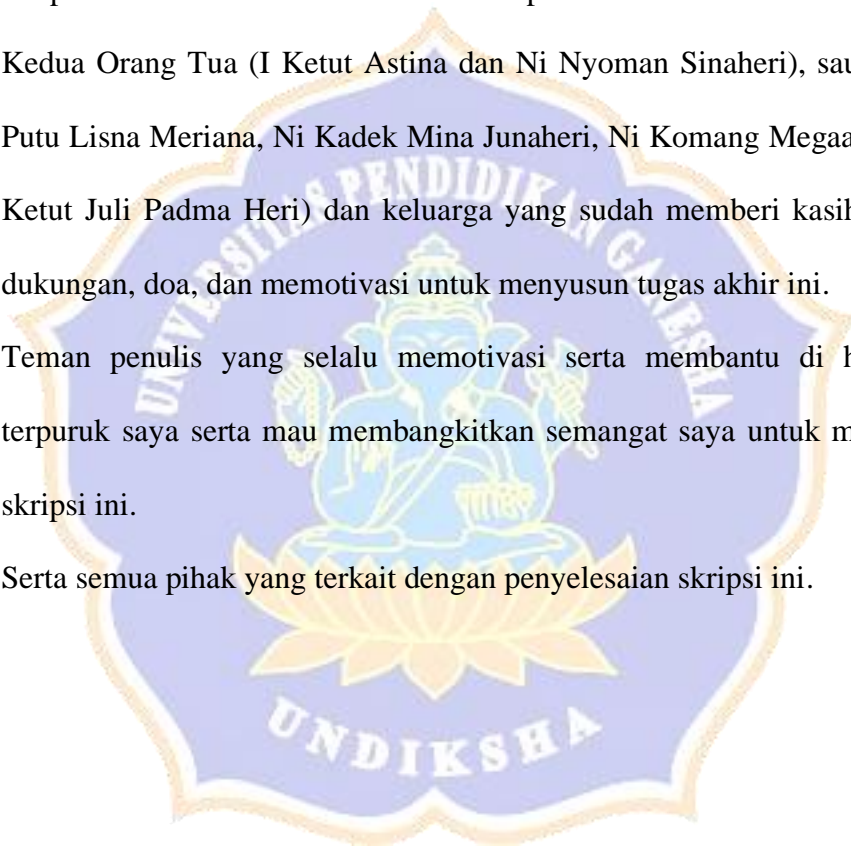 Kedua Orang Tua (I Ketut Astina dan Ni Nyoman Sinaheri), sau
Putu Lisna Meriana, Ni Kadek Mina Junaheri, Ni Komang Megaa
Ketut Juli Padma Heri) dan keluarga yang sudah memberi kasih
dukungan, doa, dan memotivasi untuk menyusun tugas akhir ini.
Teman penulis yang selalu memotivasi serta membantu di h
terpuruk saya serta mau membangkitkan semangat saya untuk m
skripsi ini.
Serta semua pihak yang terkait dengan penyelesaian skripsi ini.
UNIVERSITAS PENDIDIKAN GANESHA
UNDIKSHA